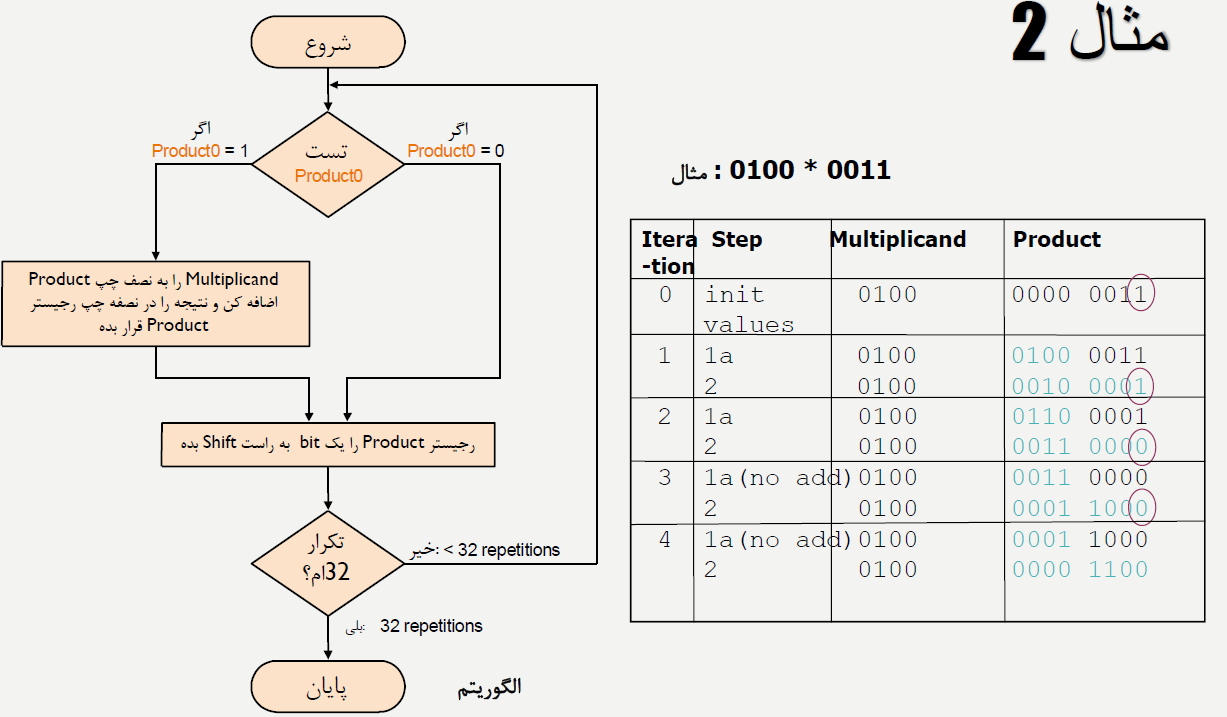 مثال 2
شروع
اگر
Product0 = 1
تست
Product0
اگر
Product0 = 0
Multiplicand را به نصف چپ Product
اضافه کن و نتیجه را در نصفه چپ رجیستر
Product قرار بده
رجیستر Product را یک bit به راست Shift بده
تکرار
32ام؟
خیر: < 32 repetitions
بلی: 32 repetitions
پایان
الگوریتم
مثال : 0100 * 0011
Itera Step Multiplicand Product
-tion
0 init 0100 0000 0011
values
1 1a 0100 0100 0011
2 0100 0010 0001
2 1a 0100 0110 0001
2 0100 0011 0000
3 1a(no add) 0100 0011 0000
2 0100 0001 1000
4 1a(no add) 0100 0001 1000
2 0100 0000 1100